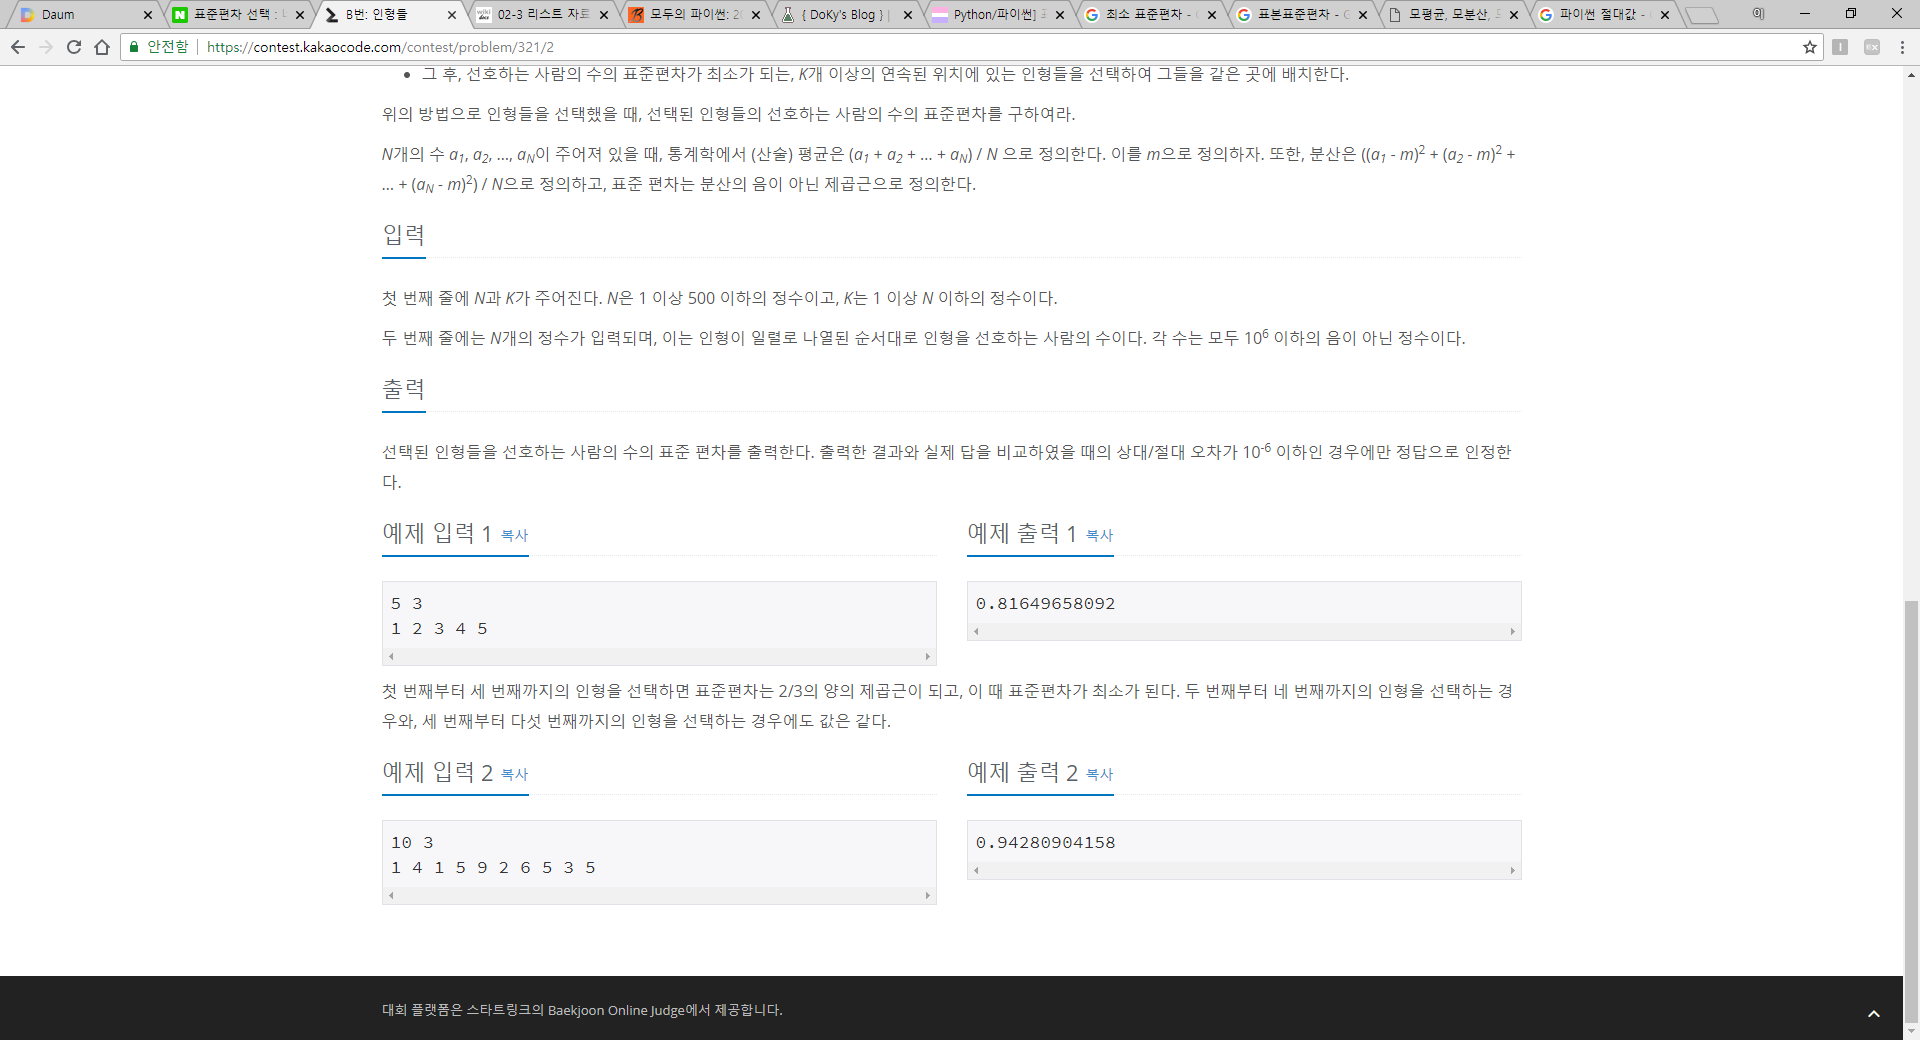 Daum
표준편차 선택 : 네
B번: 인형들
02-3 리스트 자료
모두의 파이썬: 20
{ DoKy's Blog } |
Python/파이썬]
최소 표준편차 - G
표본표준편차 - G
모평균, 모분산,
파이썬 절대값 -
안전함 https://contest.kakaocode.com/contest/problem/321/2
• 그 후, 선호하는 사람의 수의 표준편차가 최소가 되는, K개 이상의 연속된 위치에 있는 인형들을 선택하여 그들을 같은 곳에 배치한다.
위의 방법으로 인형들을 선택했을 때, 선택된 인형들의 선호하는 사람의 수의 표준편차를 구하여라.
N개의 수 a1, a2, ..., aN이 주어져 있을 때, 통계학에서 (산술) 평균은 (a1 + a2 + ... + aN) / N 으로 정의한다. 이를 m으로 정의하자. 또한, 분산은 ((a1 - m)2 + (a2 - m)2 +
... + (aN - m)2) / N으로 정의하고, 표준 편차는 분산의 음이 아닌 제곱근으로 정의한다.
입력
첫 번째 줄에 N과 K가 주어진다. N은 1 이상 500 이하의 정수이고, K는 1 이상 N 이하의 정수이다.
두 번째 줄에는 N개의 정수가 입력되며, 이는 인형이 일렬로 나열된 순서대로 인형을 선호하는 사람의 수이다. 각 수는 모두 106 이하의 음이 아닌 정수이다.
출력
선택된 인형들을 선호하는 사람의 수의 표준 편차를 출력한다. 출력한 결과와 실제 답을 비교하였을 때의 상대/절대 오차가 10-6 이하인 경우에만 정답으로 인정한
다.
예제 입력 1 복사
5 3
1 2 3 4 5
예제 출력 1 복사
0.81649658092
첫 번째부터 세 번째까지의 인형을 선택하면 표준편차는 2/3의 양의 제곱근이 되고, 이 때 표준편차가 최소가 된다. 두 번째부터 네 번째까지의 인형을 선택하는 경
우와, 세 번째부터 다섯 번째까지의 인형을 선택하는 경우에도 값은 같다.
예제 입력 2 복사
10 3
1 4 1 5 9 2 6 5 3 5
예제 출력 2 복사
0.94280904158
대회 플랫폼은 스타트링크의 Baekjoon Online Judge에서 제공합니다.